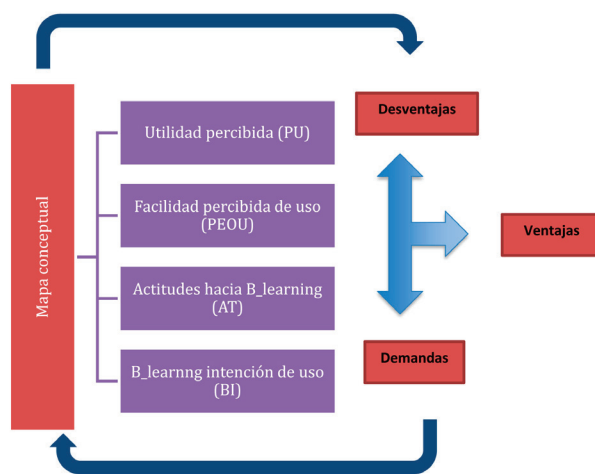 Mapa conceptual
Utilidad percibida (PU)
Facilidad percibida de uso
(PEOU)
Actitudes hacia B_learning
(AT)
B_learnng intención de uso
(BI)
Desventajas
Ventajas
Demandas